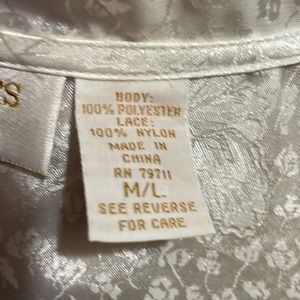 BODY:
100% POLYESTER
LACE:
100% NYLON
MADE IN
CHINA
RN 79711
M/L
SEE REVERSE
FOR CARE